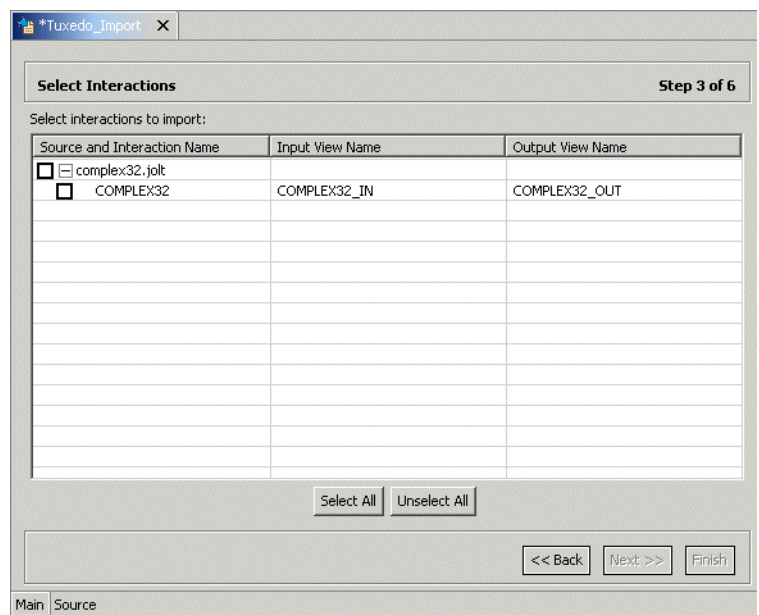 *Tuxedo_Import
Select Interactions Step 3 of 6
Select interactions to import:
Source and Interaction Name Input View Name Output View Name
complex32.jolt
COMPLEX32 COMPLEX32_IN COMPLEX32_OUT
Select All Unselect All
<< Back Next >> Finish
Main Source